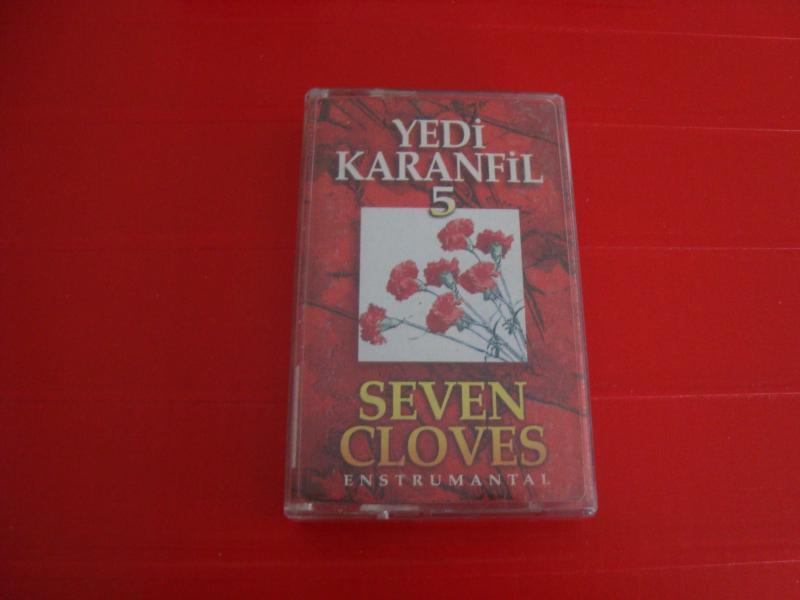 YEDİ
KARANFİL
5
SEVEN
CLOVES
ENSTRUMANTAL